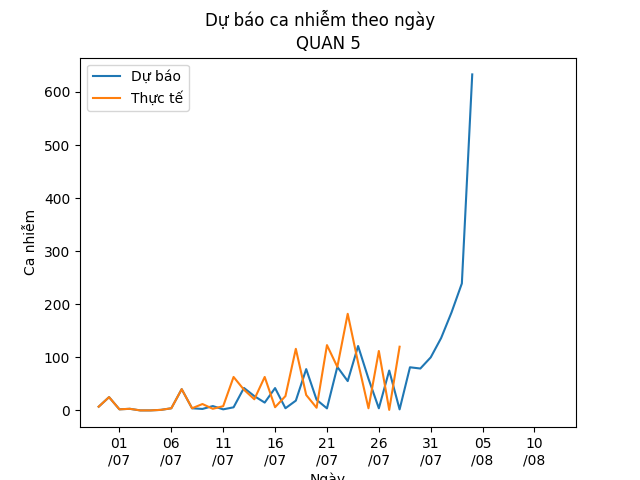 Dự báo ca nhiễm theo ngày
QUAN 5
Dự báo
Thực tế
Ca nhiễm
600
500
400
300
200
100
0
01 06 11 16 21 26 31 05 10
/07 /07 /07 /07 /07 /07 /07 /08 /08
Ngày